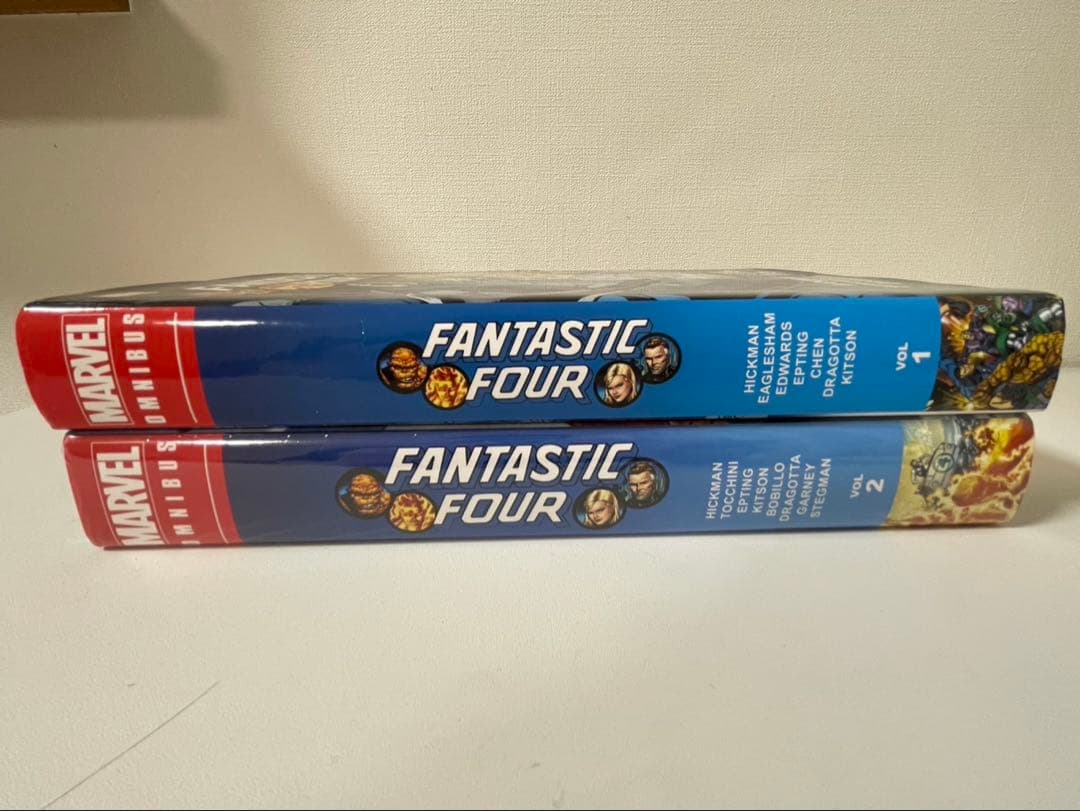 MARVEL
OMNIBUS
FANTASTIC
FOUR
HICKMAN
EAGLESHAM
EDWARDS
EPTING
CHEN
DRAGOTTA
KITSON
VOL
1
MARVEL
OMNIBUS
FANTASTIC
FOUR
HICKMAN
TOCCHINI
EPTING
KITSON
BOBILLO
DRAGOTTA
GARNEY
STEGMAN
VOL
2